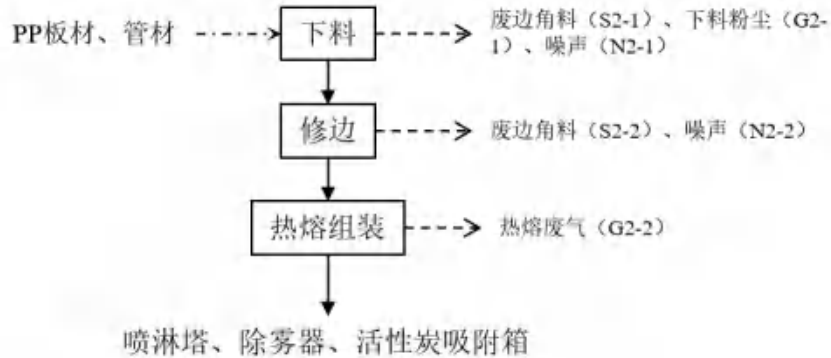 PP板材、管材
下料
废边角料（S2-1）、下料粉尘（G2-
1）、噪声（N2-1）
修边
废边角料（S2-2）、噪声（N2-2）
热熔组装
热熔废气（G2-2）
喷淋塔、除雾器、活性炭吸附箱